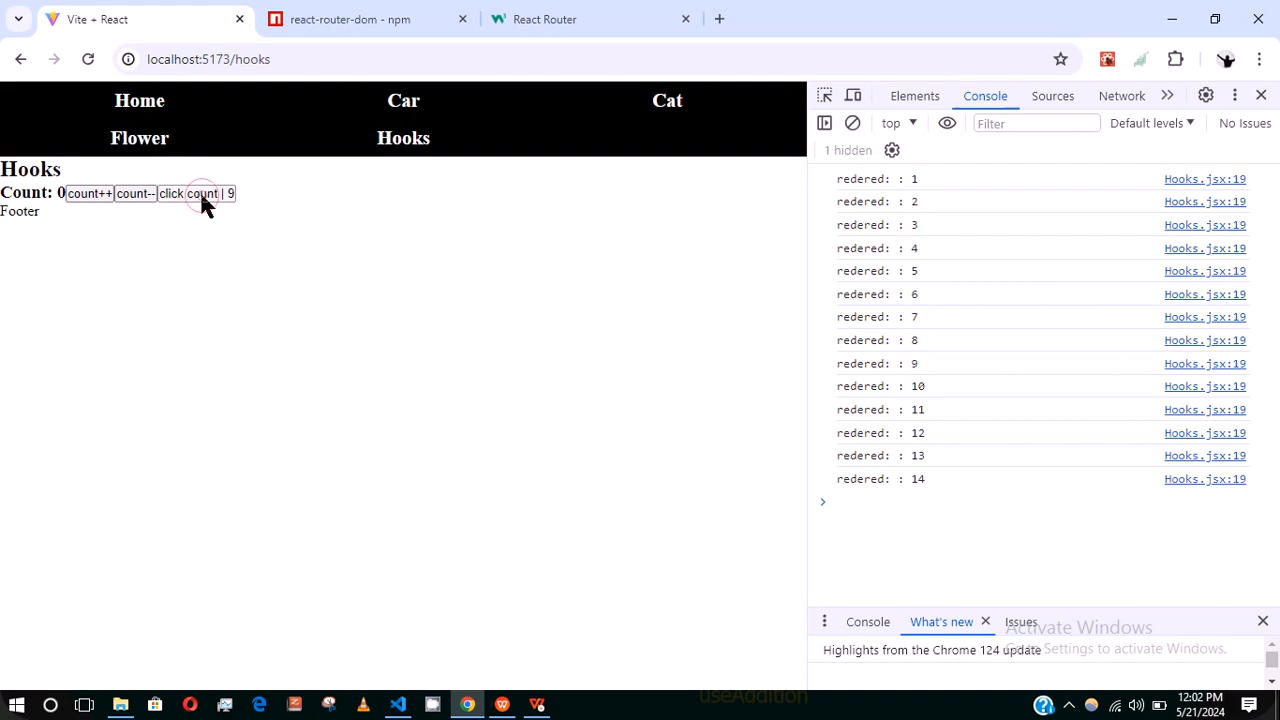 Vite + React
react-router-dom - npm
React Router
localhost:5173/hooks
Home Car Cat
Flower Hooks
Hooks
Count: 0 count++ count-- click count | 9
Footer
Elements Console Sources Network
top Filter Default levels No Issues
1 hidden
redered: : 1 Hooks.jsx:19
redered: : 2 Hooks.jsx:19
redered: : 3 Hooks.jsx:19
redered: : 4 Hooks.jsx:19
redered: : 5 Hooks.jsx:19
redered: : 6 Hooks.jsx:19
redered: : 7 Hooks.jsx:19
redered: : 8 Hooks.jsx:19
redered: : 9 Hooks.jsx:19
redered: : 10 Hooks.jsx:19
redered: : 11 Hooks.jsx:19
redered: : 12 Hooks.jsx:19
redered: : 13 Hooks.jsx:19
redered: : 14 Hooks.jsx:19
Console What's new Issues
Activate Windows
Highlights from the Chrome 124 update
Go to Settings to activate Windows.
useAddition
12:02 PM
5/21/2024